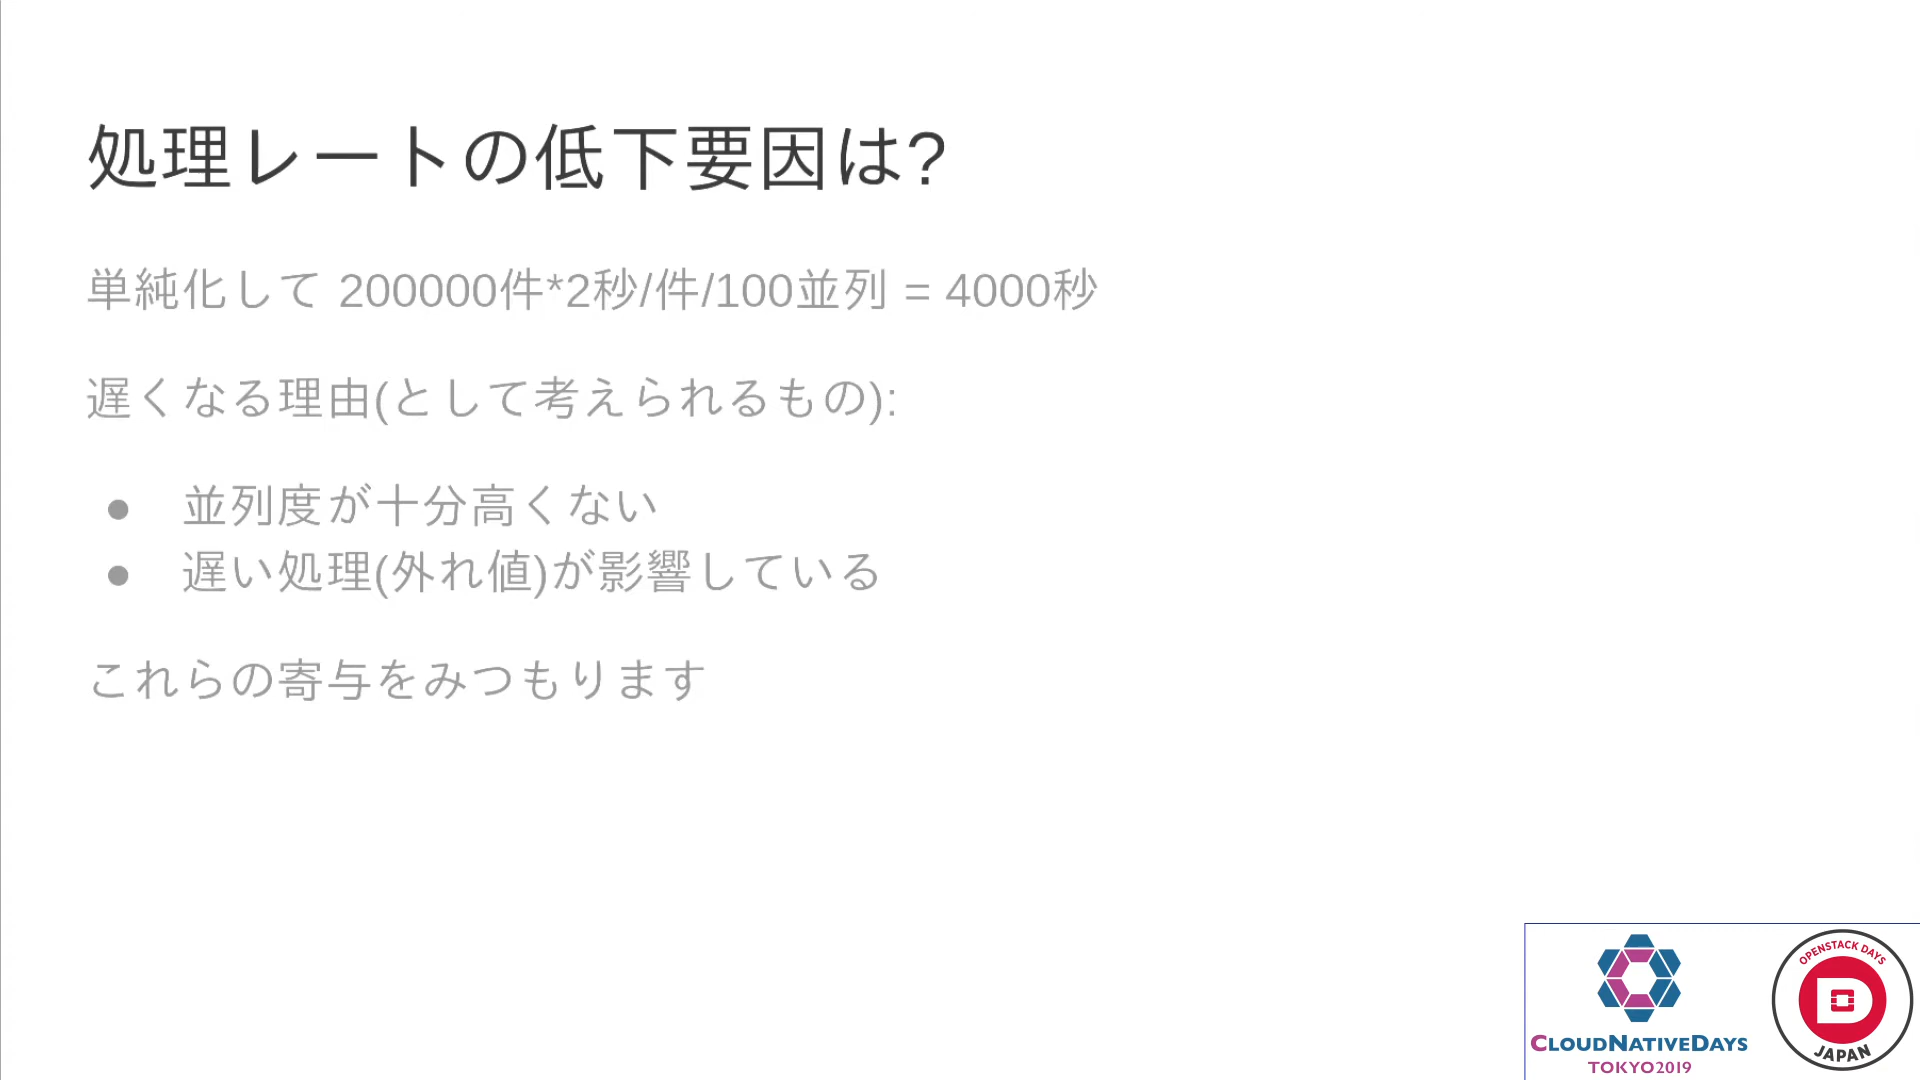 処理レートの低下要因は?
単純化して 200000件*2秒/件/100並列 = 4000秒
遅くなる理由(として考えられるもの):
● 並列度が十分高くない
● 遅い処理(外れ値)が影響している
これらの寄与をみつもります
OPENSTACK DAYS
JAPAN
CLOUDNATIVEDAYS
TOKYO2019